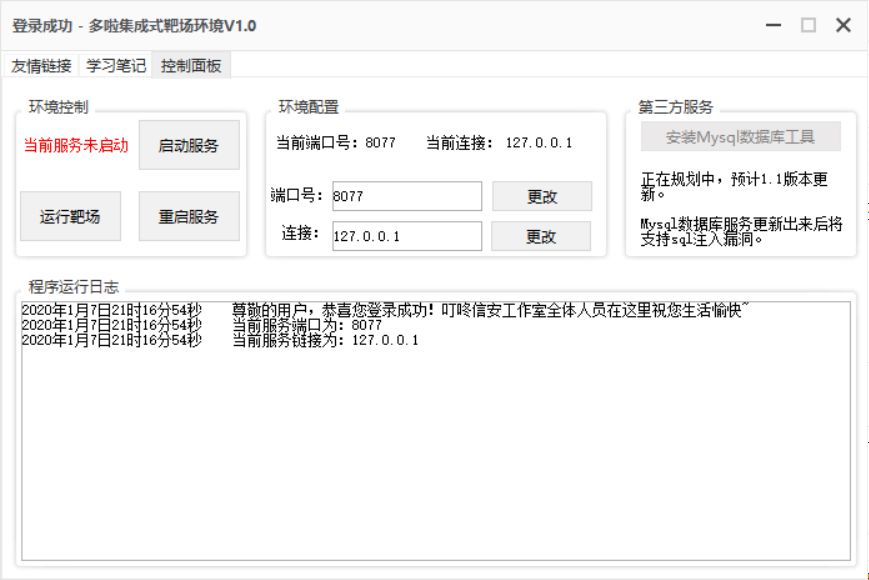 登录成功 - 多啦集成式靶场环境V1.0
友情链接 学习笔记 控制面板
环境控制
当前服务未启动
启动服务
运行靶场
重启服务
环境配置
当前端口号：8077 当前连接： 127.0.0.1
端口号：8077 更改
连接：127.0.0.1 更改
第三方服务
安装Mysql数据库工具
正在规划中，预计1.1版本更
新。
Mysql数据库服务更新出来后将
支持sql注入漏洞。
程序运行日志
2020年1月7日21时16分54秒 尊敬的用户，恭喜您登录成功！叮咚信安工作室全体人员在这里祝您生活愉快~
2020年1月7日21时16分54秒 当前服务端口为：8077
2020年1月7日21时16分54秒 当前服务链接为：127.0.0.1